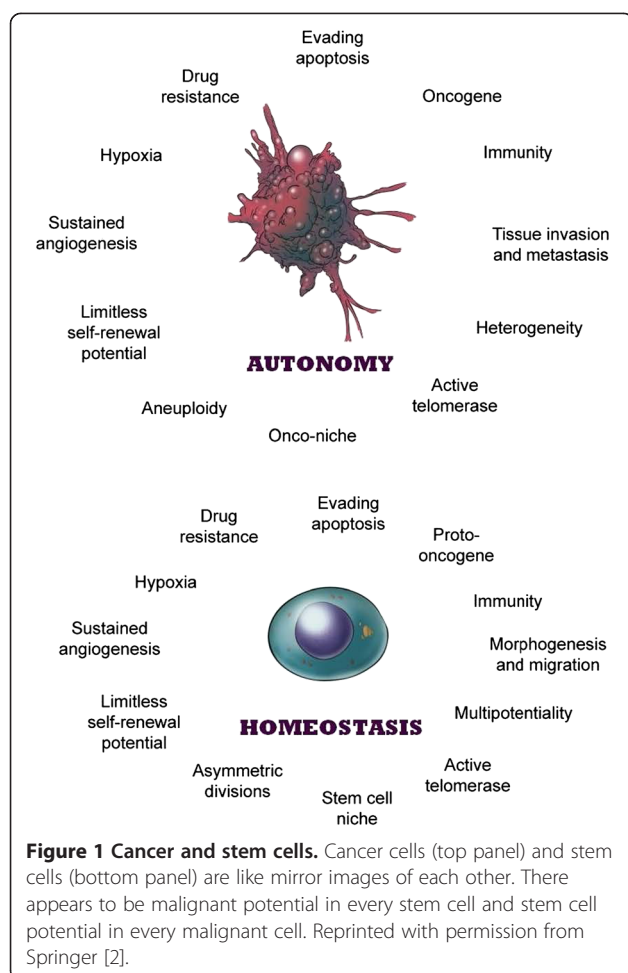 Evading
apoptosis
Drug
resistance
Oncogene
Hypoxia
Immunity
Sustained
angiogenesis
Tissue invasion
and metastasis
Limitless
self-renewal
potential
Heterogeneity
AUTONOMY
Active
telomerase
Aneuploidy
Onco-niche
Evading
apoptosis
Drug
resistance
Proto-
oncogene
Hypoxia
Immunity
Sustained
angiogenesis
Morphogenesis
and migration
Limitless
self-renewal
potential
Multipotentiality
HOMEOSTASIS
Asymmetric
divisions
Active
telomerase
Stem cell
niche
Figure 1 Cancer and stem cells. Cancer cells (top panel) and stem
cells (bottom panel) are like mirror images of each other. There
appears to be malignant potential in every stem cell and stem cell
potential in every malignant cell. Reprinted with permission from
Springer [2].